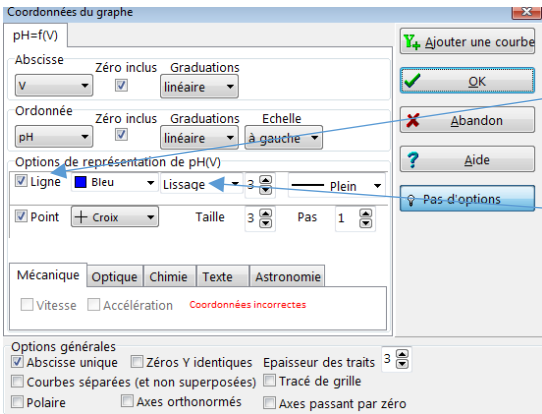 Coordonnées du graphe
pH=f(V)
Ajouter une courbe
Abscisse
Zéro inclus Graduations
V linéaire
OK
Ordonnée
Zéro inclus Graduations Echelle
pH linéaire à gauche
Abandon
Options de représentation de pH(V)
Aide
Ligne Bleu Lissage 3 Plein
Pas d'options
Point Croix Taille 3 Pas 1
Mécanique Optique Chimie Texte Astronomie
Vitesse Accélération Coordonnées incorrectes
Options générales
Abscisse unique Zéros Y identiques Epaisseur des traits 3
Courbes séparées (et non superposées) Tracé de grille
Polaire Axes orthonormés Axes passant par zéro